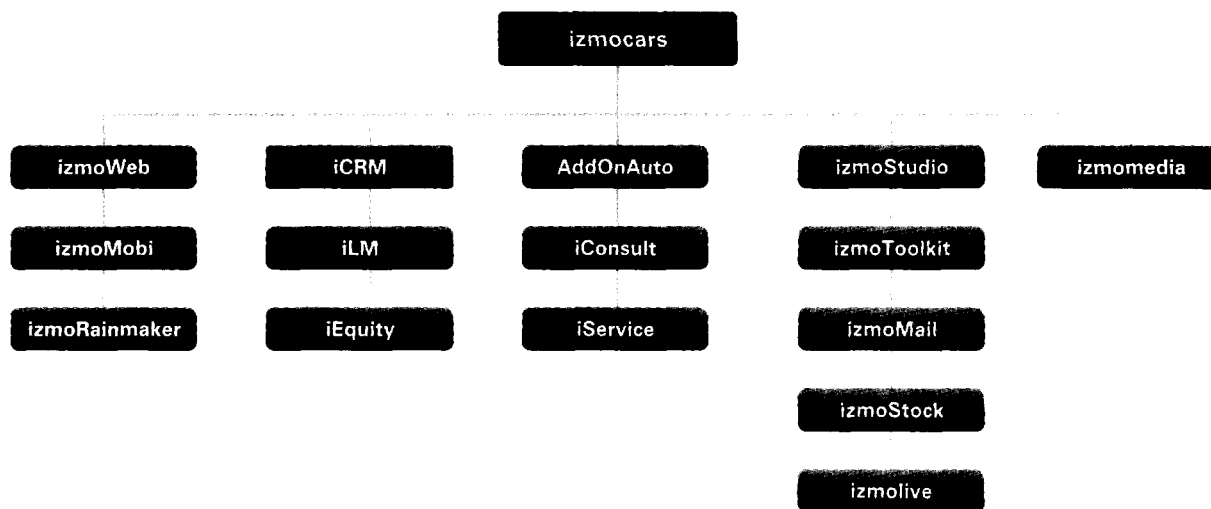 izmocars
izmoWeb
iCRM
AddOnAuto
izmoStudio
izmomedia
izmoMobi
iLM
iConsult
izmoToolkit
izmoRainmaker
iEquity
iService
izmoMail
izmoStock
izmolive